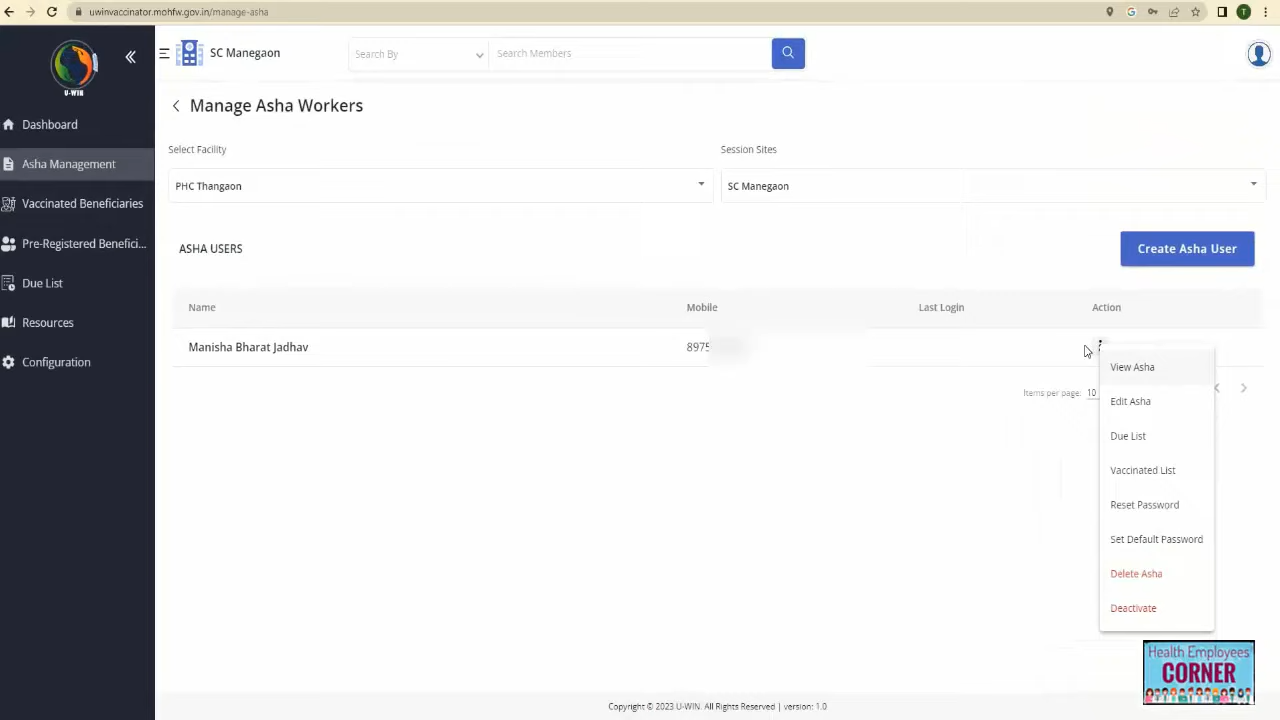 uwinvaccinator.mohfw.gov.in/manage-asha
T
U-WIN
SC Manegaon
Search By
Search Members
Dashboard
Asha Management
Vaccinated Beneficiaries
Pre-Registered Benefici...
Due List
Resources
Configuration
Manage Asha Workers
Select Facility
Session Sites
PHC Thangaon
SC Manegaon
ASHA USERS
Create Asha User
Name Mobile Last Login Action
Manisha Bharat Jadhav 8975
Items per page: 10
View Asha
Edit Asha
Due List
Vaccinated List
Reset Password
Set Default Password
Delete Asha
Deactivate
Health Employees'
CORNER
Copyright © 2023 U-WIN. All Rights Reserved | version: 1.0